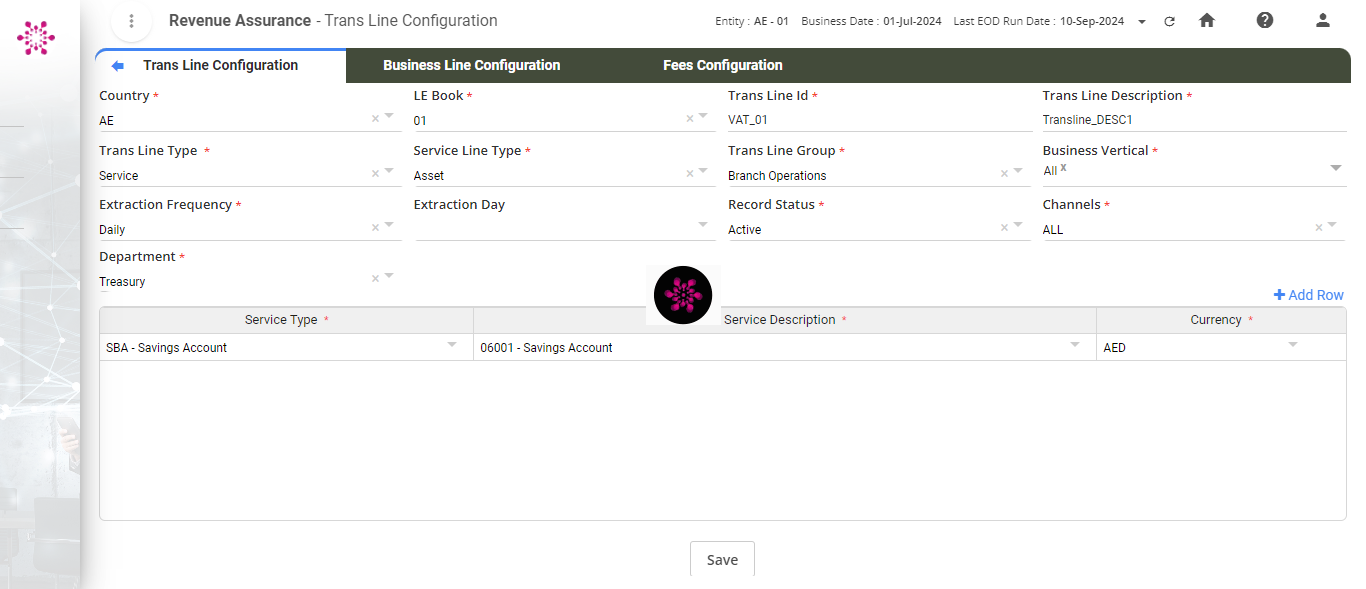 Revenue Assurance - Trans Line Configuration
Entity : AE - 01 Business Date : 01-Jul-2024 Last EOD Run Date : 10-Sep-2024
Trans Line Configuration Business Line Configuration Fees Configuration
Country * LE Book * Trans Line Id * Trans Line Description *
AE × 01 × VAT_01 Transline_DESC1
Trans Line Type * Service Line Type * Trans Line Group * Business Vertical *
Service × Asset × Branch Operations × All x
Extraction Frequency * Extraction Day Record Status * Channels *
Daily × Active × ALL ×
Department *
Treasury ×
+ Add Row
Service Type * Service Description * Currency *
SBA - Savings Account 06001 - Savings Account AED
Save